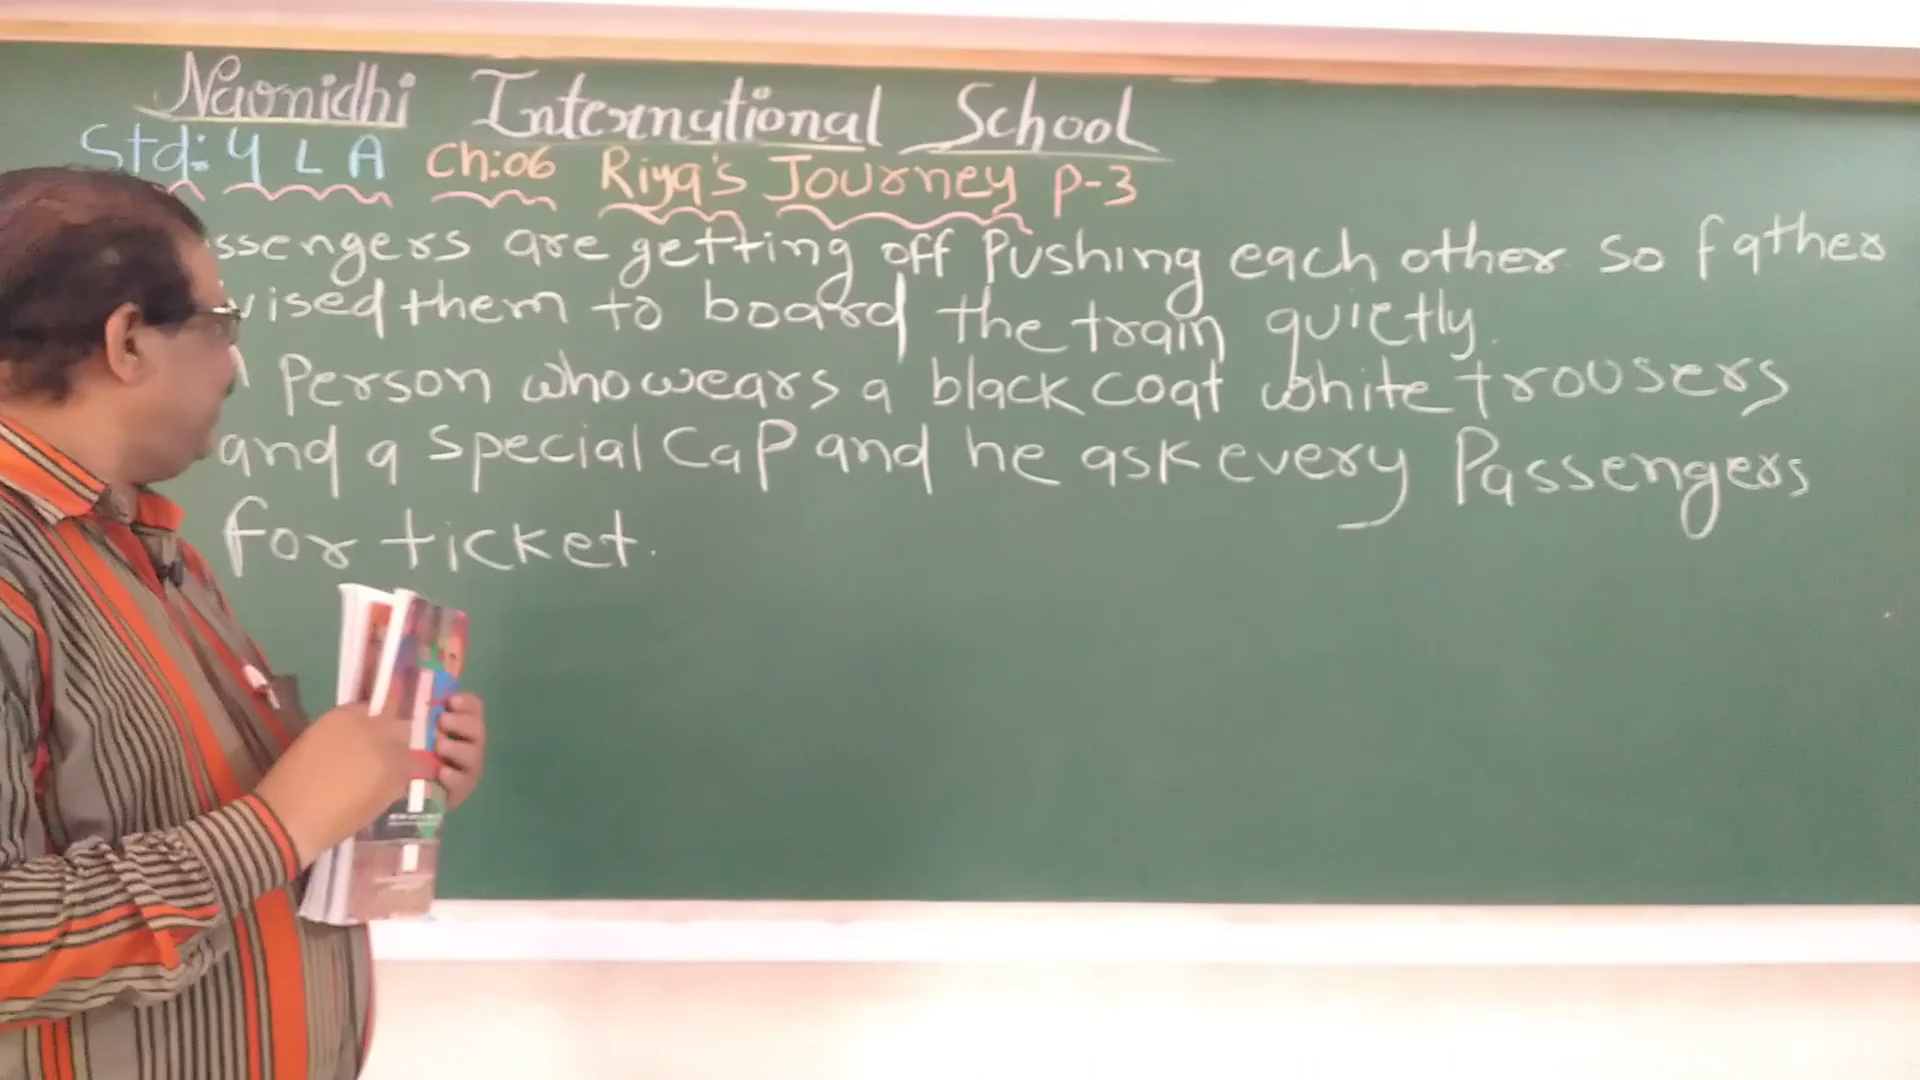 Navnidhi International School
Std: 4 L A Ch:06 Riya's Journey P-3
ssengers are getting off Pushing each other so father
vised them to board the train quietly.
Person who wears a black coat white trousers
and a special Cap and he ask every Passengers
for ticket.